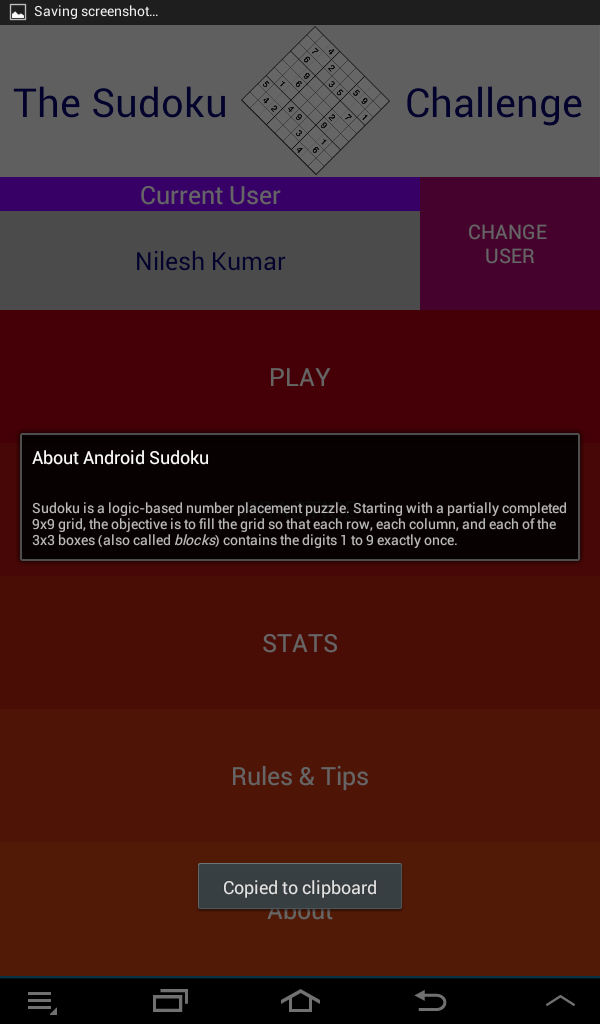 Saving screenshot...
The Sudoku Challenge
Current User
Nilesh Kumar
CHANGE
USER
PLAY
About Android Sudoku
Sudoku is a logic-based number placement puzzle. Starting with a partially completed
9x9 grid, the objective is to fill the grid so that each row, each column, and each of the
3x3 boxes (also called blocks) contains the digits 1 to 9 exactly once.
STATS
Rules & Tips
Copied to clipboard
About